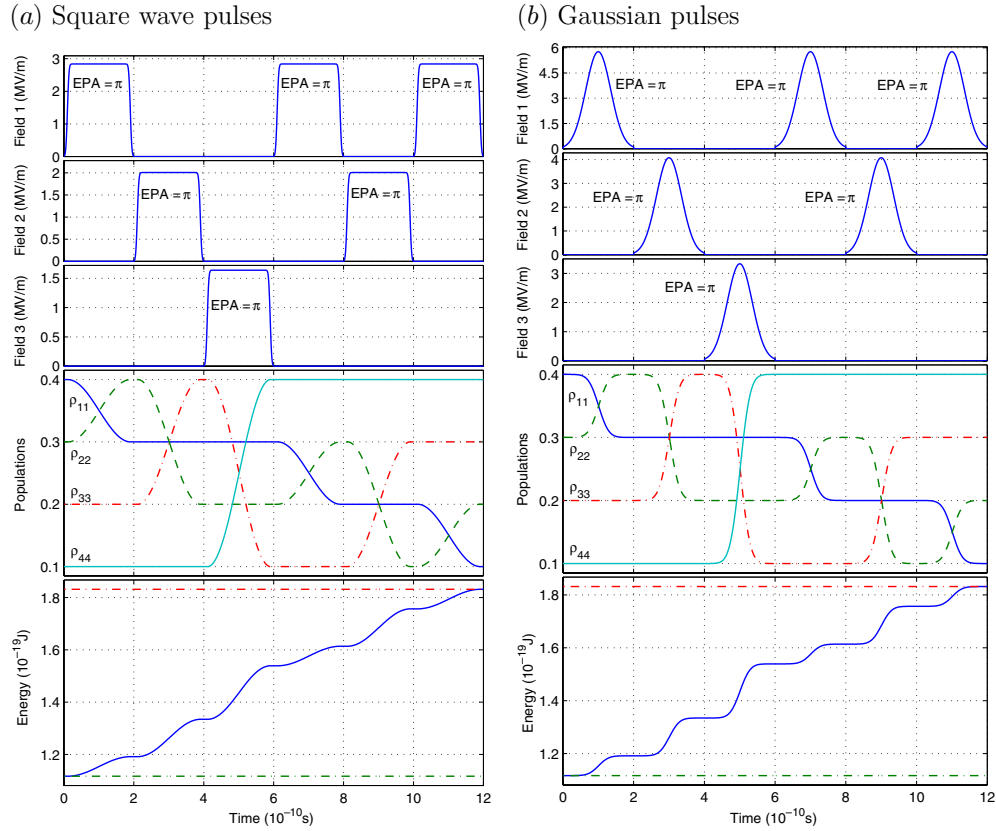 (a) Square wave pulses
Field 1 (MV/m)
3
2
1
0
EPA = π
EPA = π
EPA = π
Field 2 (MV/m)
2
1.5
1
0.5
0
EPA = π
EPA = π
Field 3 (MV/m)
1.5
1
0.5
0
EPA = π
Populations
0.4
0.3
0.2
0.1
ρ11
ρ22
ρ33
ρ44
Energy (10−19J)
1.8
1.6
1.4
1.2
0 2 4 6 8 10 12
Time (10−10s)
(b) Gaussian pulses
Field 1 (MV/m)
6
4.5
3
1.5
0
EPA = π
EPA = π
EPA = π
Field 2 (MV/m)
4
3
2
1
0
EPA = π
EPA = π
Field 3 (MV/m)
3
2
1
0
EPA = π
Populations
0.4
0.3
0.2
0.1
ρ11
ρ22
ρ33
ρ44
Energy (10−19J)
1.8
1.6
1.4
1.2
0 2 4 6 8 10 12
Time (10−10s)